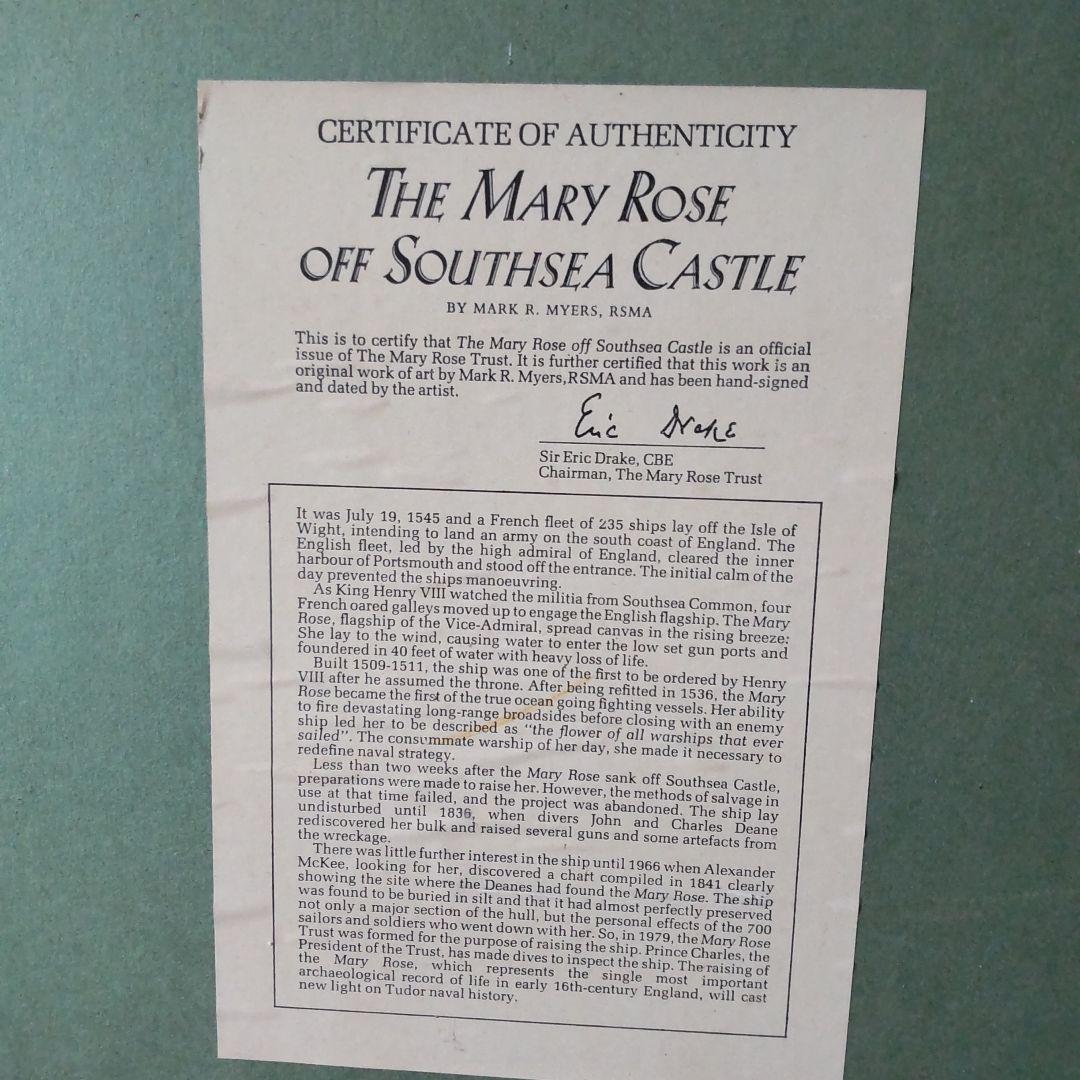 CERTIFICATE OF AUTHENTICITY
THE MARY ROSE
OFF SOUTHSEA CASTLE
BY MARK R. MYERS, RSMA
This is to certify that The Mary Rose off Southsea Castle is an official
issue of The Mary Rose Trust. It is further certified that this work is an
original work of art by Mark R. Myers, RSMA and has been hand-signed
and dated by the artist.
Eric Drake
Sir Eric Drake, CBE
Chairman, The Mary Rose Trust
It was July 19, 1545 and a French fleet of 235 ships lay off the Isle of
Wight, intending to land an army on the south coast of England. The
English fleet, led by the high admiral of England, cleared the inner
harbour of Portsmouth and stood off the entrance. The initial calm of the
day prevented the ships manoeuvring.
As King Henry VIII watched the militia from Southsea Common, four
French oared galleys moved up to engage the English flagship. The Mary
Rose, flagship of the Vice-Admiral, spread canvas in the rising breeze:
She lay to the wind, causing water to enter the low set gun ports and
foundered in 40 feet of water with heavy loss of life.
Built 1509-1511, the ship was one of the first to be ordered by Henry
VIII after he assumed the throne. After being refitted in 1536, the Mary
Rose became the first of the true ocean going fighting vessels. Her ability
to fire devastating long-range broadsides before closing with an enemy
ship led her to be described as "the flower of all warships that ever
sailed". The consummate warship of her day, she made it necessary to
redefine naval strategy.
Less than two weeks after the Mary Rose sank off Southsea Castle,
preparations were made to raise her. However, the methods of salvage in
use at that time failed, and the project was abandoned. The ship lay
undisturbed until 1836, when divers John and Charles Deane
rediscovered her bulk and raised several guns and some artefacts from
the wreckage.
There was little further interest in the ship until 1966 when Alexander
McKee, looking for her, discovered a chart compiled in 1841 clearly
showing the site where the Deanes had found the Mary Rose. The ship
was found to be buried in silt and that it had almost perfectly preserved
not only a major section of the hull, but the personal effects of the 700
sailors and soldiers who went down with her. So, in 1979, the Mary Rose
Trust was formed for the purpose of raising the ship. Prince Charles, the
President of the Trust, has made dives to inspect the ship. The raising of
the Mary Rose, which represents the single most important
archaeological record of life in early 16th-century England, will cast
new light on Tudor naval history.